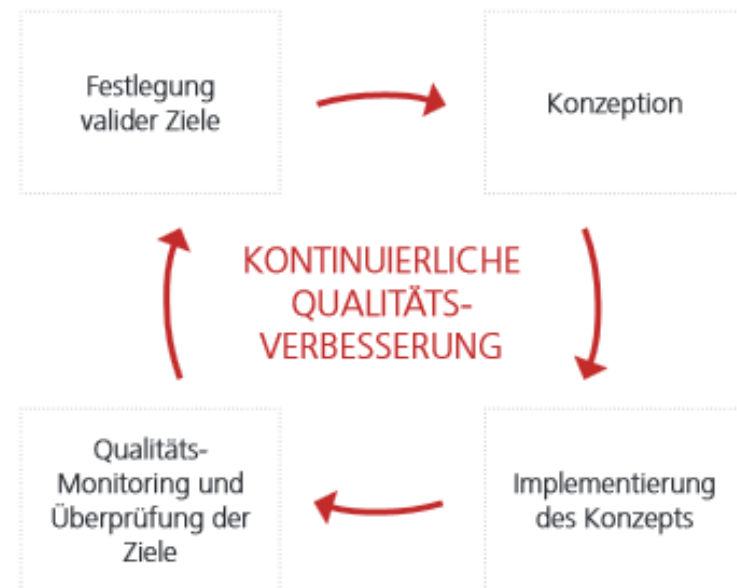 Festlegung
valider Ziele
Konzeption
KONTINUIERLICHE
QUALITÄTS-
VERBESSERUNG
Qualitäts-
Monitoring und
Überprüfung der
Ziele
Implementierung
des Konzepts